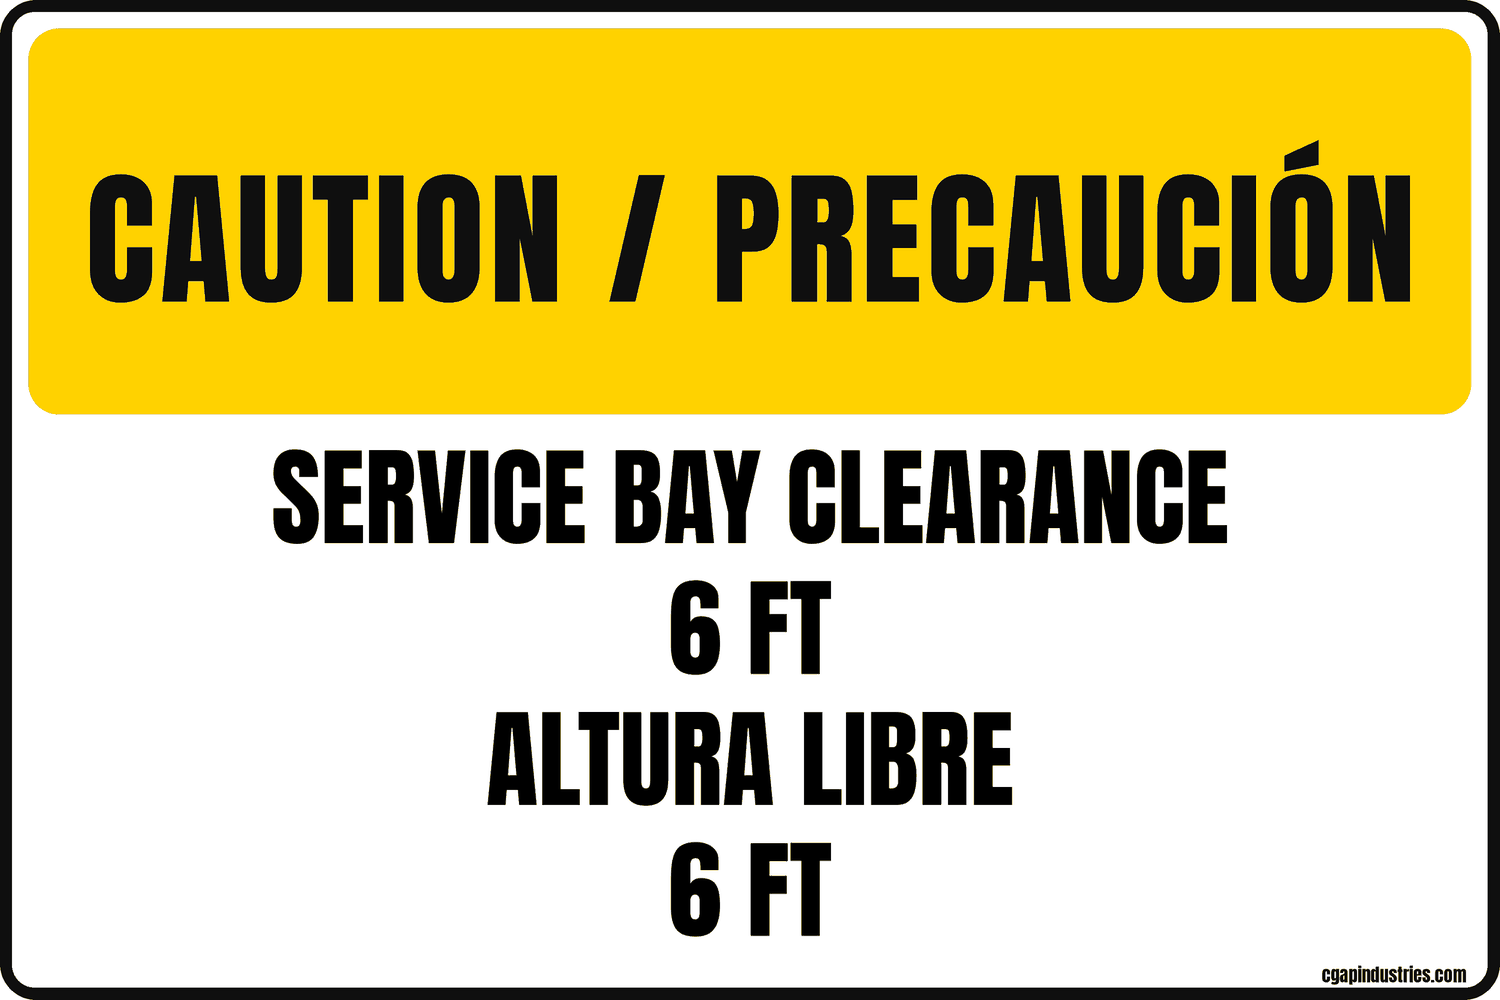 CAUTION / PRECAUCIÓN
SERVICE BAY CLEARANCE
6 FT
ALTURA LIBRE
6 FT
cgapindustries.com